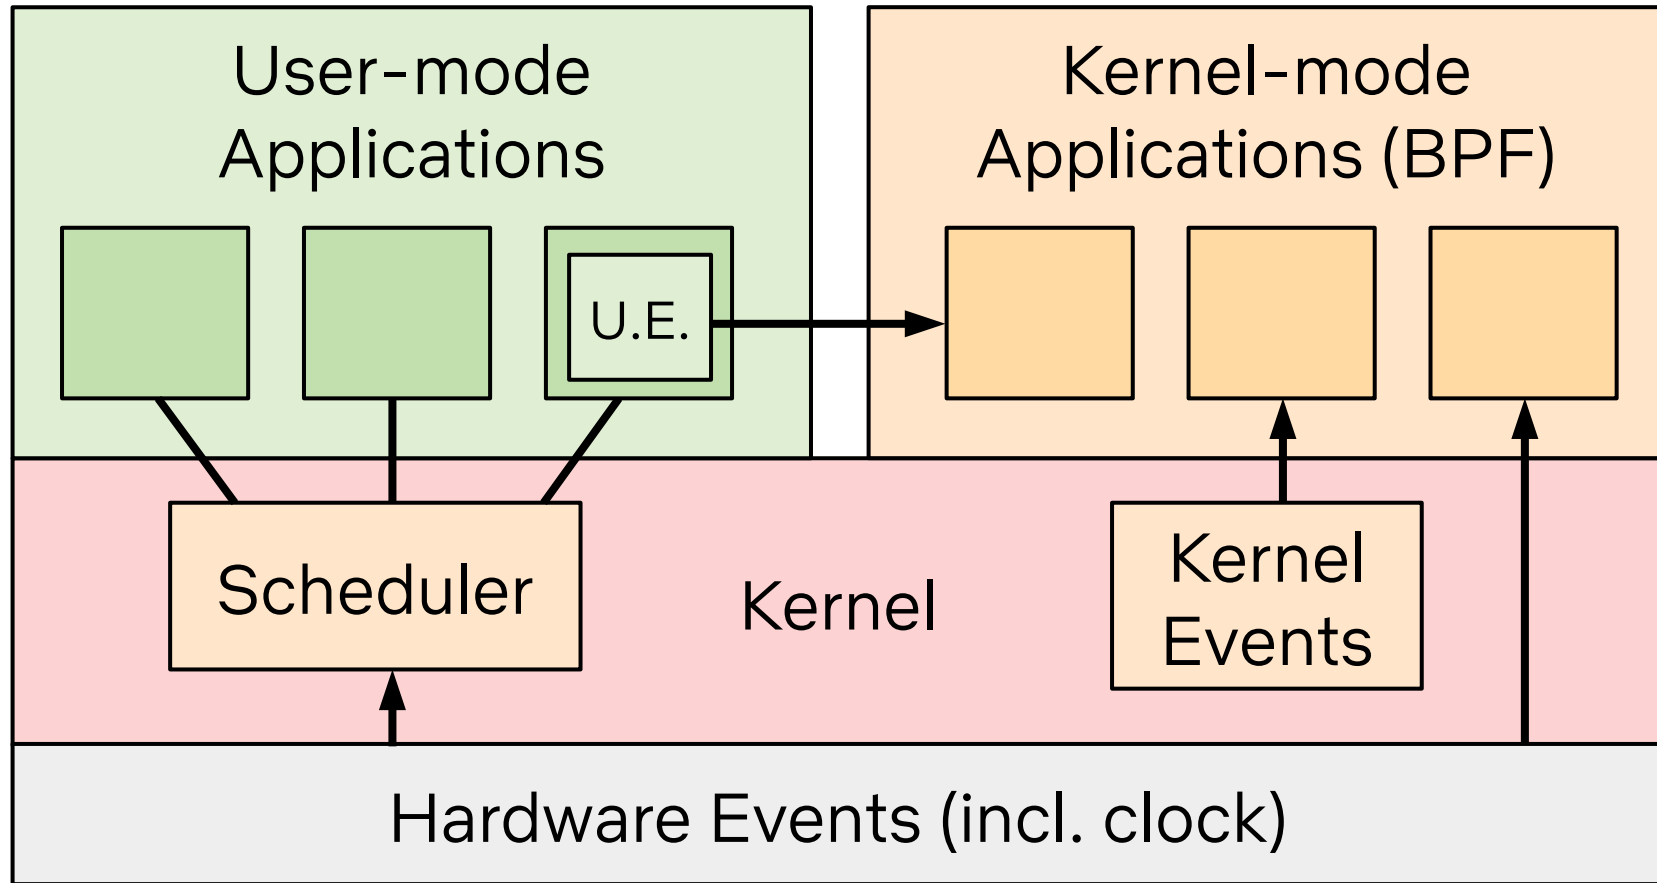 User-mode
Applications
Kernel-mode
Applications (BPF)
U.E.
Scheduler
Kernel
Kernel
Events
Hardware Events (incl. clock)